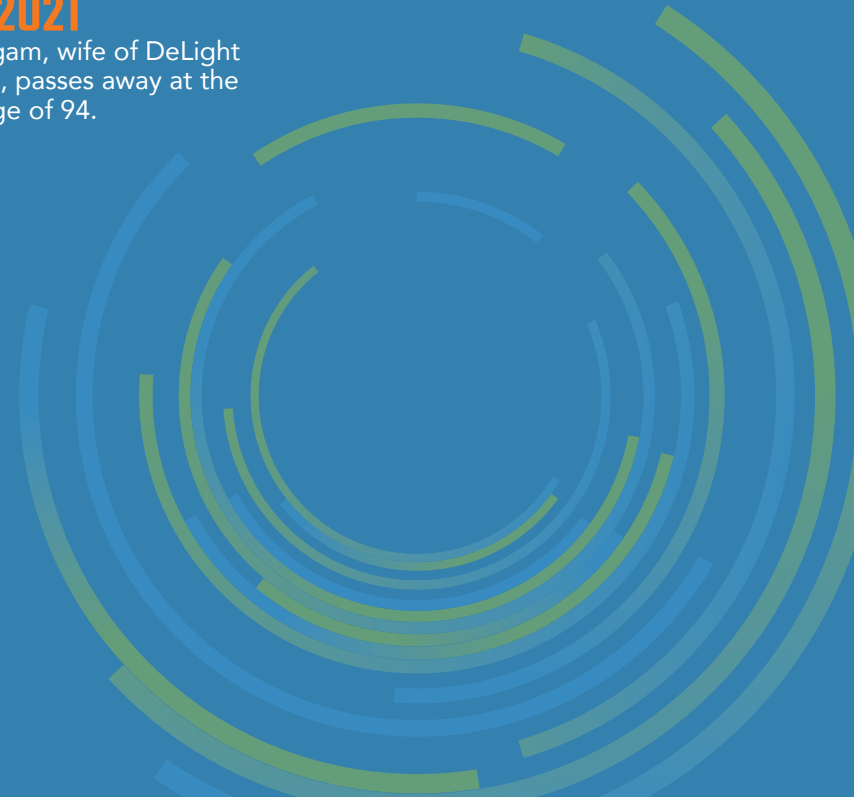 2021
gam, wife of DeLight
, passes away at the
ge of 94.